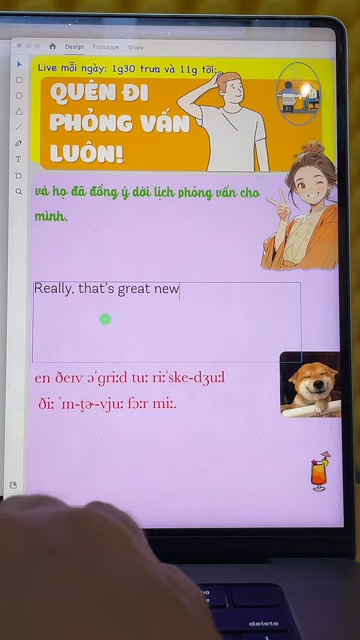 Design Prototype Share
Live mỗi ngày: 1g30 trưa và 11g tối:
QUÊN ĐI
PHỎNG VẤN
LUÔN!
và họ đã đồng ý dời lịch phỏng vấn cho
mình.
Really, that's great new
en ðeɪv əˈgriːd tuː riːˈske-dʒuːl
ðiː ˈɪn-t̬ɚ-vjuː fɔːr miː.
delete